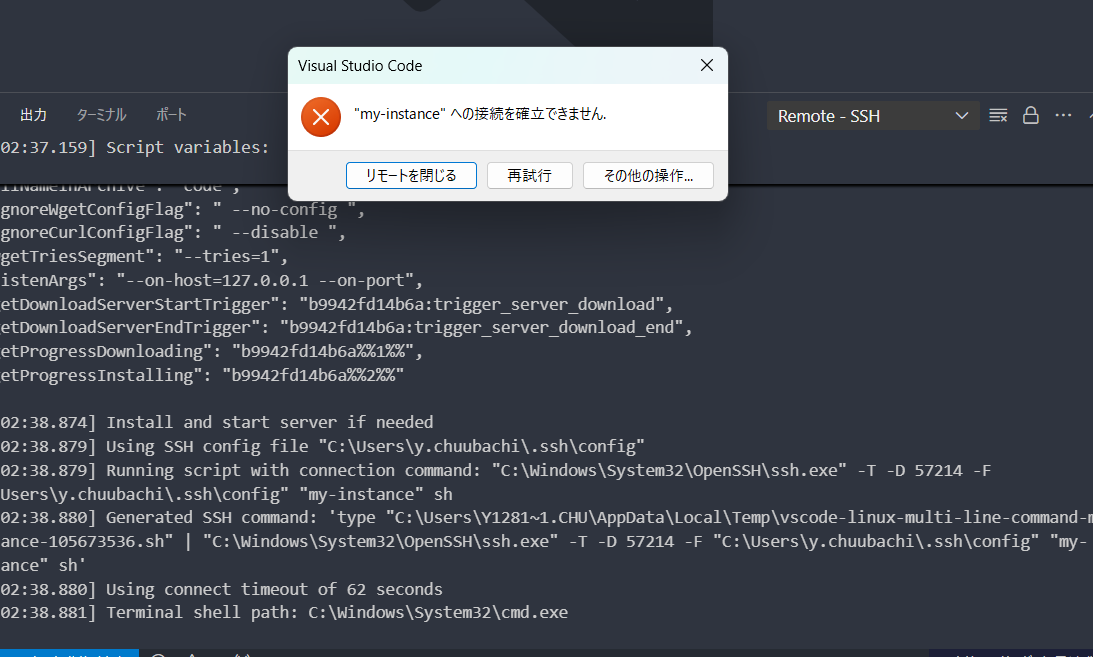 Visual Studio Code
"my-instance" への接続を確立できません.
リモートを閉じる 再試行 その他の操作...
出力 ターミナル ポート Remote - SSH
02:37.159] Script variables:
gnoreWgetConfigFlag": " --no-config ",
gnoreCurlConfigFlag": " --disable ",
getTriesSegment": "--tries=1",
istenArgs": "--on-host=127.0.0.1 --on-port",
etDownloadServerStartTrigger": "b9942fd14b6a:trigger_server_download",
etDownloadServerEndTrigger": "b9942fd14b6a:trigger_server_download_end",
etProgressDownloading": "b9942fd14b6a%%1%%",
etProgressInstalling": "b9942fd14b6a%%2%%"
02:38.874] Install and start server if needed
02:38.879] Using SSH config file "C:\Users\y.chuubachi\.ssh\config"
02:38.879] Running script with connection command: "C:\Windows\System32\OpenSSH\ssh.exe" -T -D 57214 -F
Users\y.chuubachi\.ssh\config" "my-instance" sh
02:38.880] Generated SSH command: 'type "C:\Users\Y1281~1.CHU\AppData\Local\Temp\vscode-linux-multi-line-command-m
ance-105673536.sh" | "C:\Windows\System32\OpenSSH\ssh.exe" -T -D 57214 -F "C:\Users\y.chuubachi\.ssh\config" "my-
ance" sh'
02:38.880] Using connect timeout of 62 seconds
02:38.881] Terminal shell path: C:\Windows\System32\cmd.exe